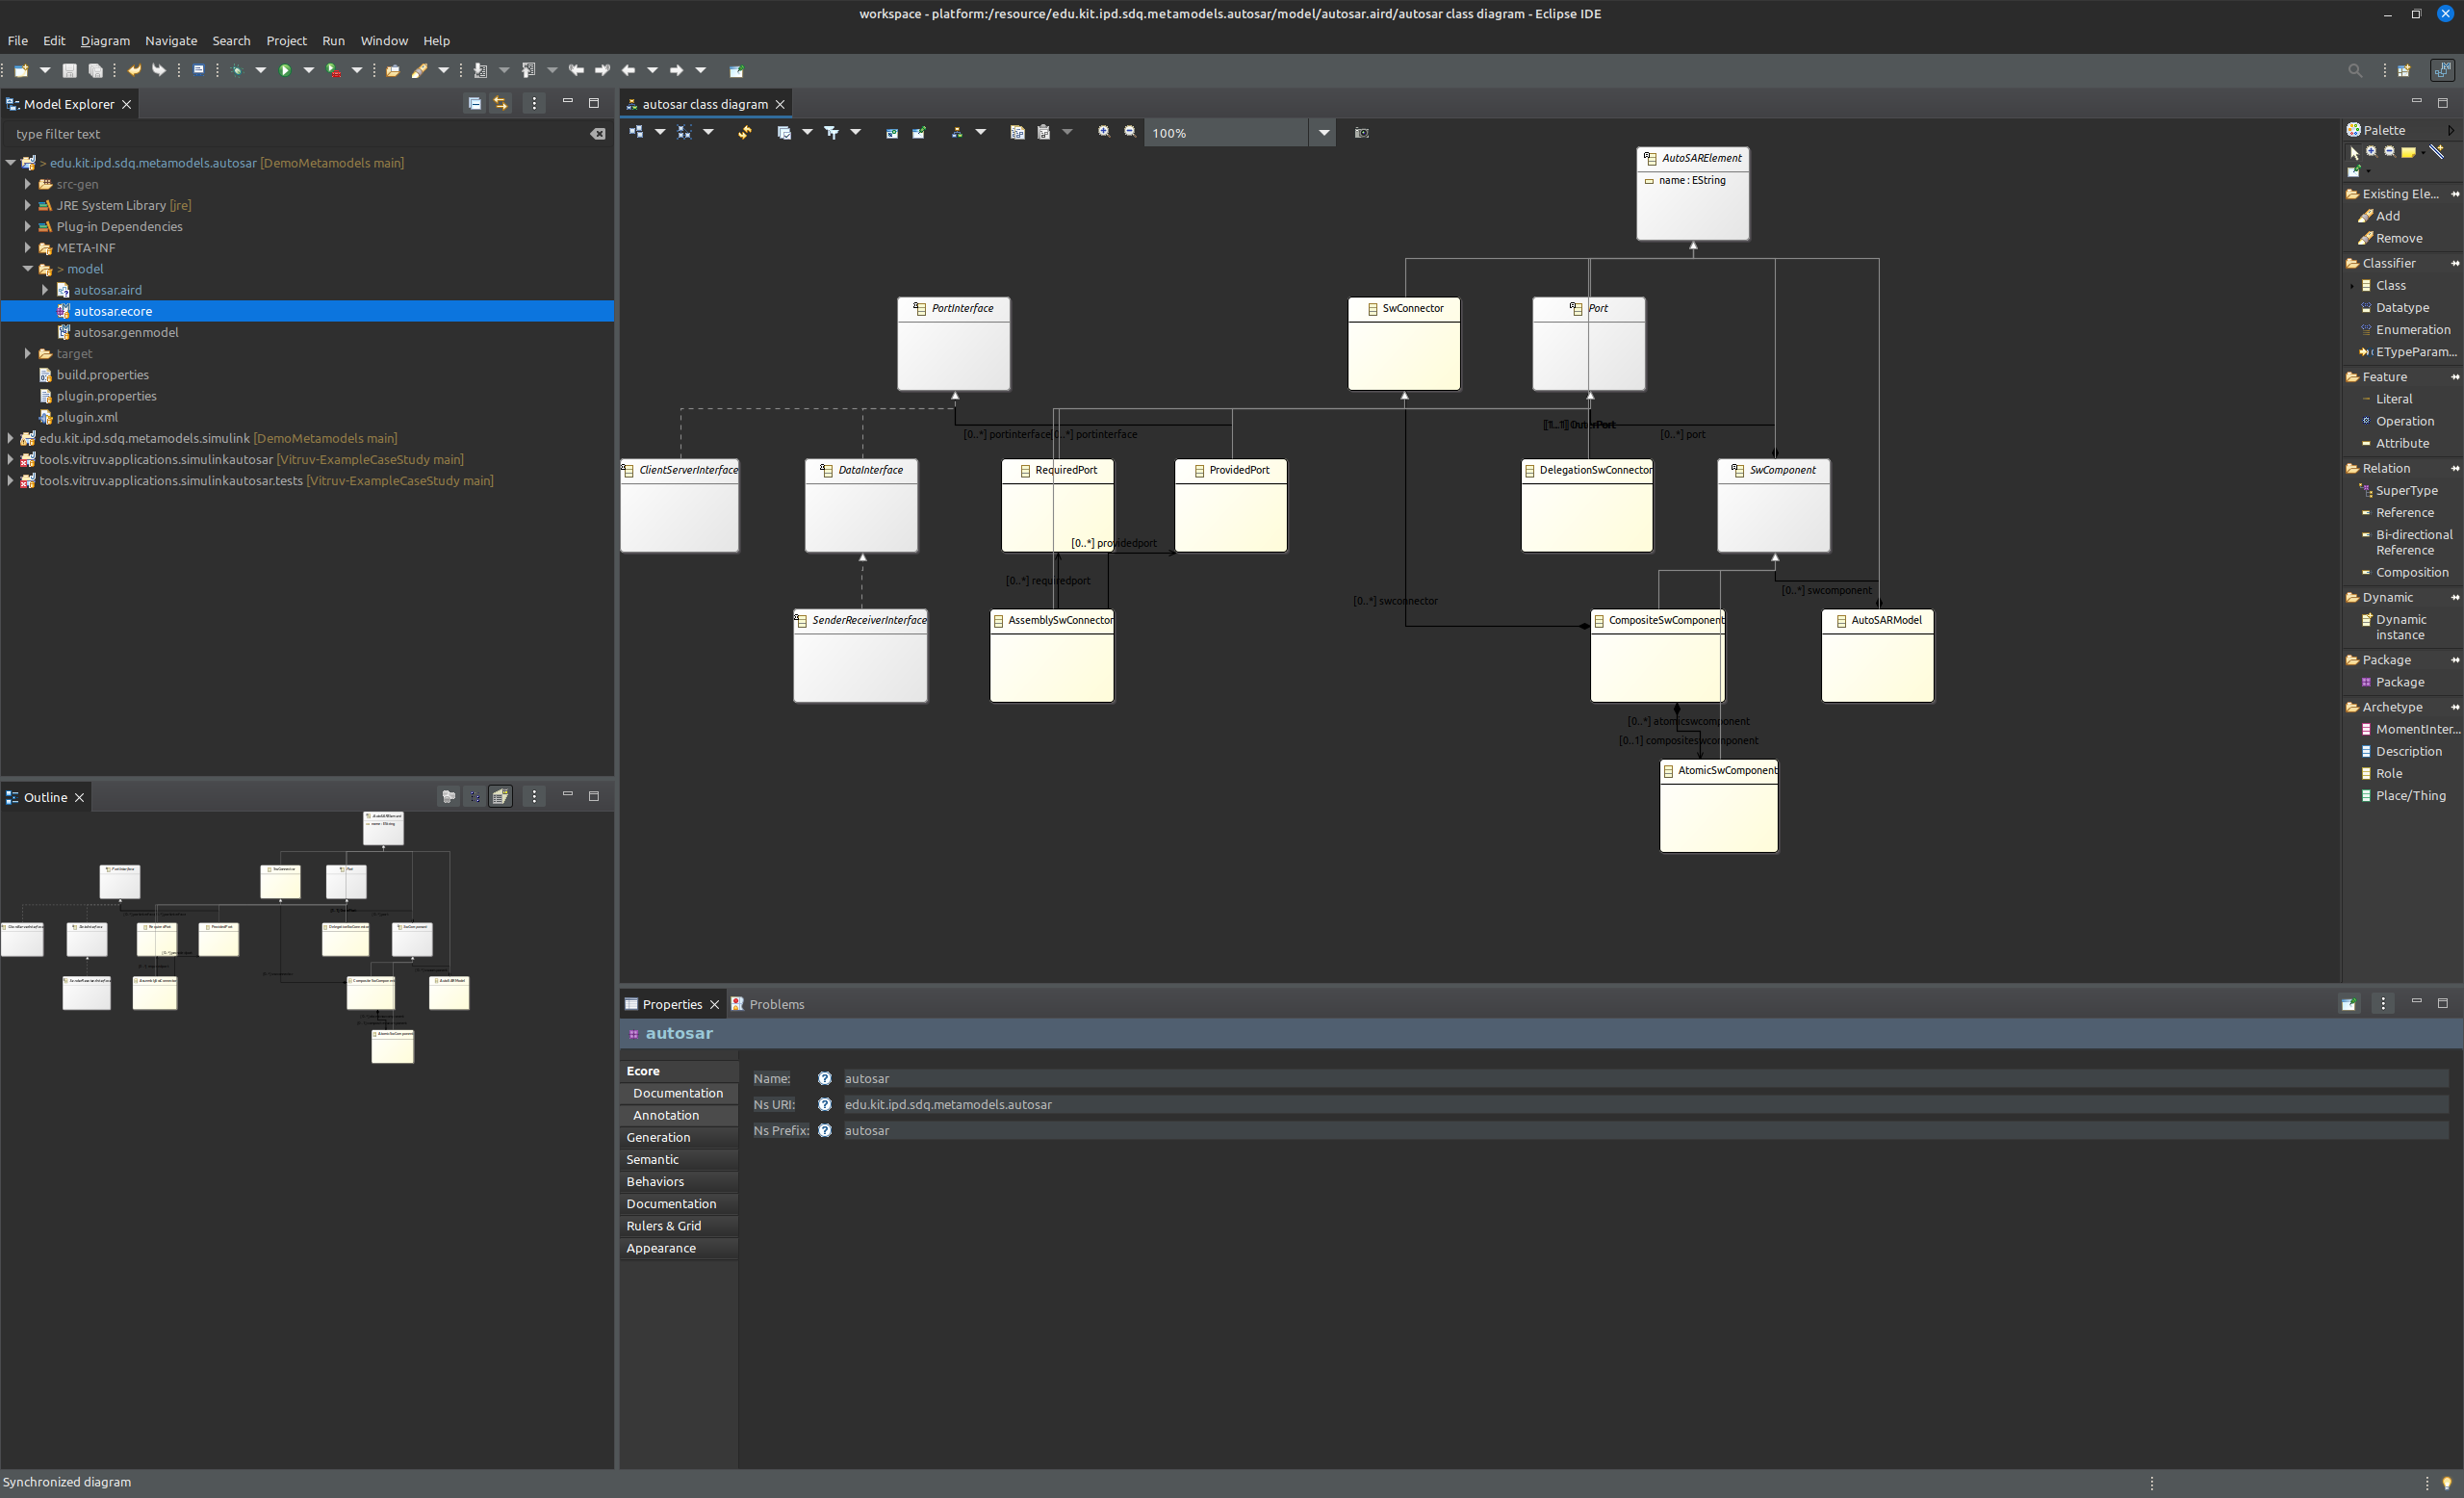 workspace - platform:/resource/edu.kit.ipd.sdq.metamodels.autosar/model/autosar.aird/autosar class diagram - Eclipse IDE
File Edit Diagram Navigate Search Project Run Window Help
Model Explorer
type filter text
> edu.kit.ipd.sdq.metamodels.autosar [DemoMetamodels main]
src-gen
JRE System Library [jre]
Plug-in Dependencies
META-INF
> model
autosar.aird
autosar.ecore
autosar.genmodel
target
build.properties
plugin.properties
plugin.xml
edu.kit.ipd.sdq.metamodels.simulink [DemoMetamodels main]
tools.vitruv.applications.simulinkautosar [Vitruv-ExampleCaseStudy main]
tools.vitruv.applications.simulinkautosar.tests [Vitruv-ExampleCaseStudy main]
Outline
autosar class diagram
100%
AutoSARElement
name : EString
PortInterface
SwConnector
Port
[0..*] portinterface
[0..*] portinterface
[0..*] port
ClientServerInterface
DataInterface
RequiredPort
ProvidedPort
DelegationSwConnector
SwComponent
[0..*] providedport
[0..*] requiredport
[0..*] swconnector
[0..*] swcomponent
SenderReceiverInterface
AssemblySwConnector
CompositeSwComponent
AutoSARModel
[0..*] atomicswcomponent
[0..1] compositeswcomponent
AtomicSwComponent
Palette
Existing Ele...
Add
Remove
Classifier
Class
Datatype
Enumeration
ETypeParam...
Feature
Literal
Operation
Attribute
Relation
SuperType
Reference
Bi-directional
Reference
Composition
Dynamic
Dynamic
instance
Package
Package
Archetype
MomentInter...
Description
Role
Place/Thing
Properties
Problems
autosar
Ecore
Documentation
Annotation
Generation
Semantic
Behaviors
Documentation
Rulers & Grid
Appearance
Name: autosar
Ns URI: edu.kit.ipd.sdq.metamodels.autosar
Ns Prefix: autosar
Synchronized diagram